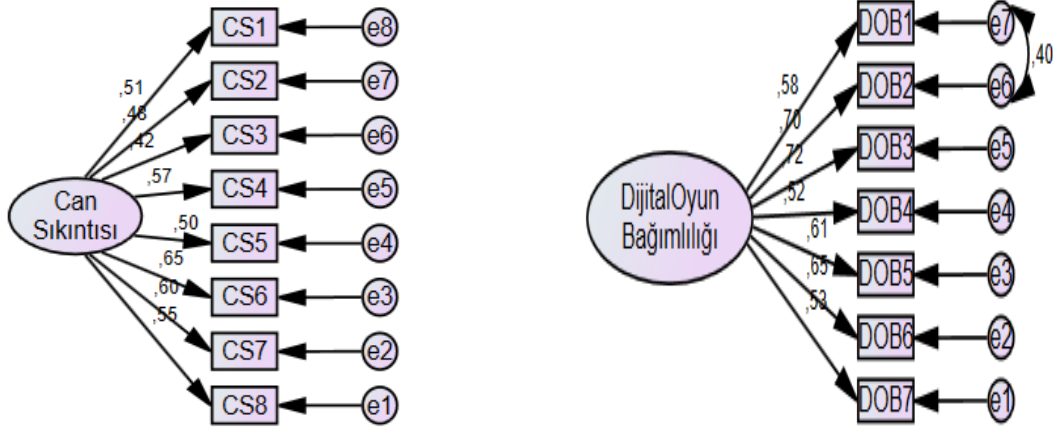 CS1 e8
,51
CS2 e7
,48
CS3 e6
,42
Can
Sıkıntısı
CS4 e5
,57
CS5 e4
,50
CS6 e3
,65
CS7 e2
,60
CS8 e1
,55
DOB1 e7
,58
,40
DOB2 e6
,70
DOB3 e5
,72
DijitalOyun
Bağımlılığı
DOB4 e4
,52
DOB5 e3
,61
DOB6 e2
,65
DOB7 e1
,53